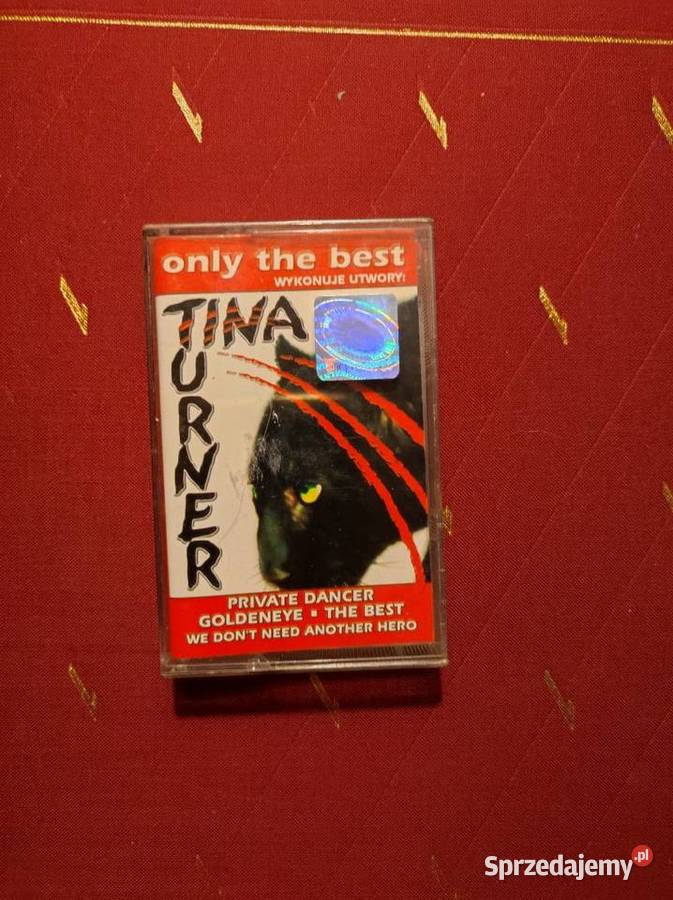 only the best
WYKONUJE UTWORY:
TINA
TURNER
PRIVATE DANCER
GOLDENEYE ▪ THE BEST
WE DON'T NEED ANOTHER HERO
Sprzedajemy.pl